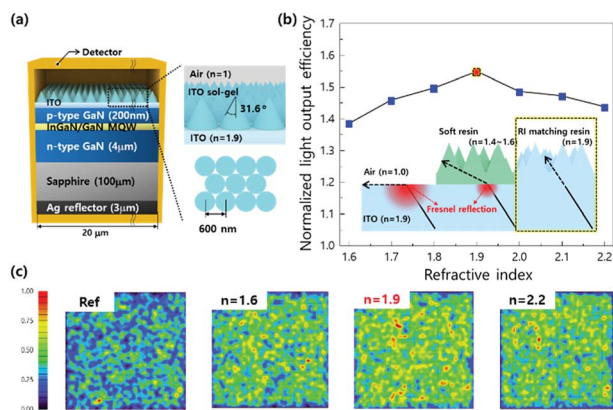 (a)
Detector
Air (n=1)
ITO sol-gel
31.6°
ITO (n=1.9)
ITO
p-type GaN (200nm)
InGaN/GaN MQW
n-type GaN (4μm)
Sapphire (100μm)
Ag reflector (3μm)
20 μm
600 nm
(b)
Normalized light output efficiency
1.7
1.6
1.5
1.4
1.3
1.2
1.1
1.0
Soft resin
(n=1.4~1.6)
RI matching resin
(n=1.9)
Air (n=1.0)
Fresnel reflection
ITO (n=1.9)
1.6 1.7 1.8 1.9 2.0 2.1 2.2
Refractive index
(c)
1.00
0.75
0.50
0.25
0.00
Ref
n=1.6
n=1.9
n=2.2